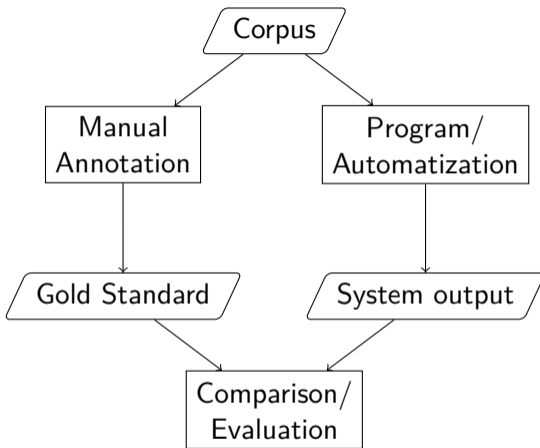 Corpus
Manual
Annotation
Program/
Automatization
Gold Standard
System output
Comparison/
Evaluation